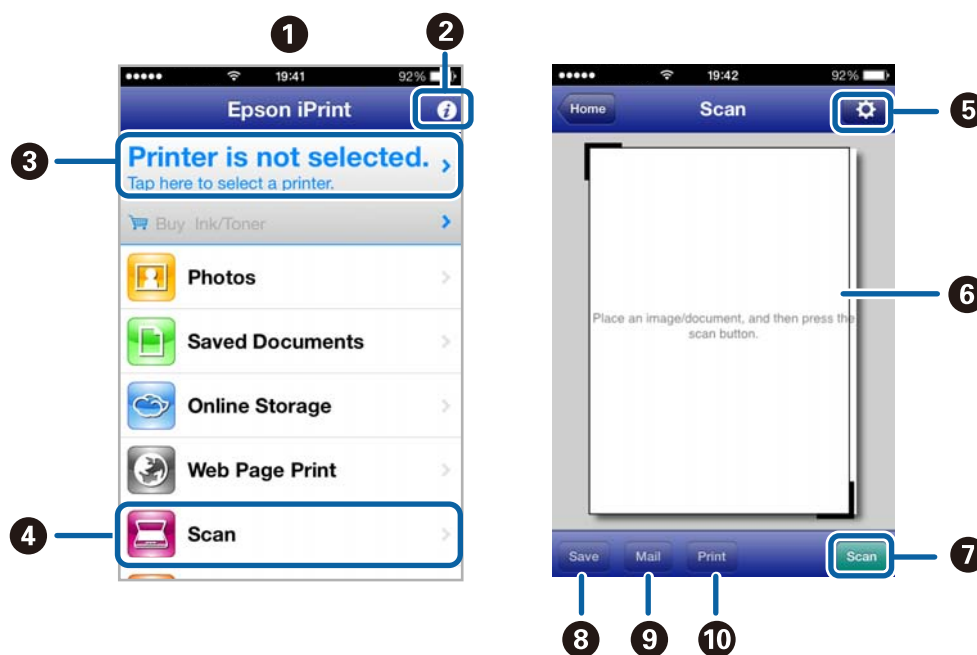 1
2
19:41
92%
Epson iPrint
i
3
Printer is not selected.
Tap here to select a printer.
Buy Ink/Toner
Photos
Saved Documents
Online Storage
Web Page Print
4
Scan
19:42
92%
Home
Scan
5
6
Place an image/document, and then press the
scan button.
7
Save
Mail
Print
Scan
8
9
10